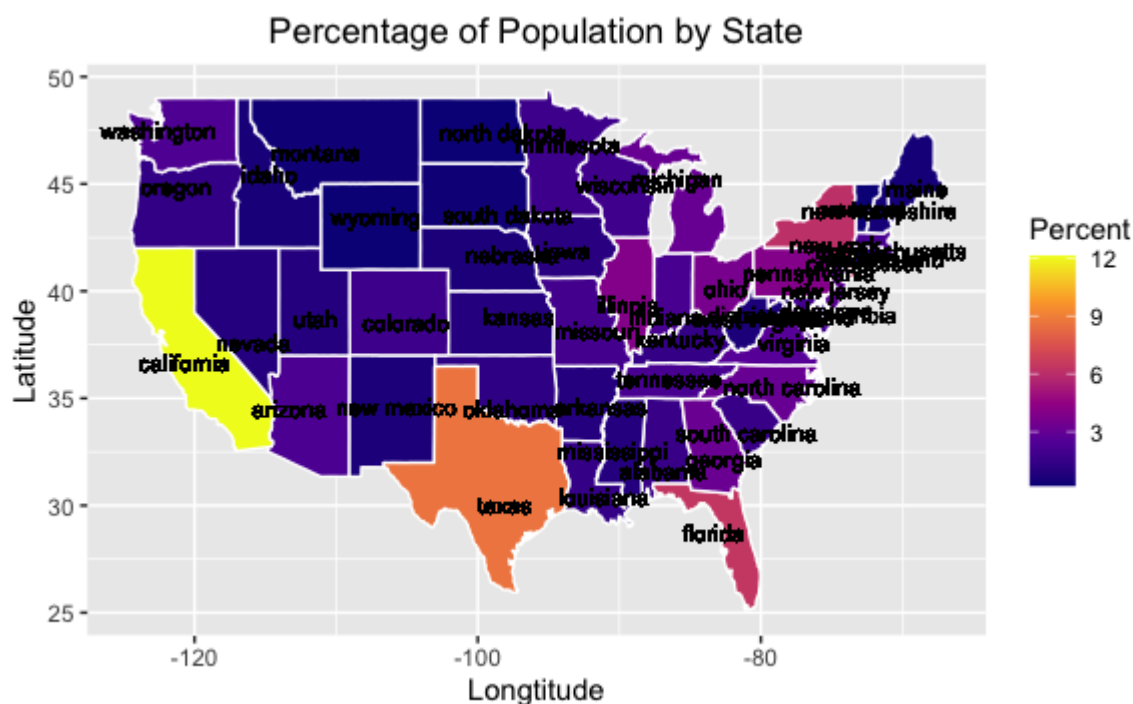 Percentage of Population by State
50
45
40
35
30
25
Latitude
washington
north dakota
montana
minnesota
oregon
idaho
wisconsin
michigan
maine
wyoming
south dakota
new york
nebraska
iowa
pennsylvania
ohio
new jersey
nevada
utah
colorado
kansas
illinois
indiana
missouri
kentucky
virginia
california
arizona
new mexico
oklahoma
arkansas
tennessee
north carolina
mississippi
south carolina
alabama
georgia
texas
louisiana
florida
Percent
12
9
6
3
-120
-100
-80
Longtitude